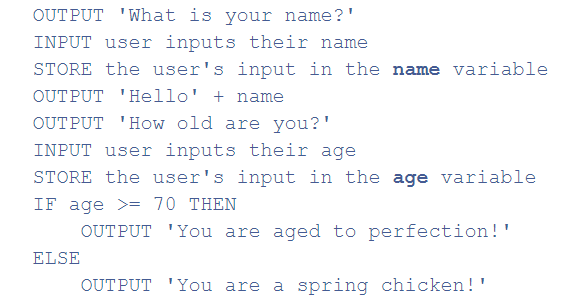 OUTPUT 'What is your name?'
INPUT user inputs their name
STORE the user's input in the name variable
OUTPUT 'Hello' + name
OUTPUT 'How old are you?'
INPUT user inputs their age
STORE the user's input in the age variable
IF age >= 70 THEN
    OUTPUT 'You are aged to perfection!'
ELSE
    OUTPUT 'You are a spring chicken!'